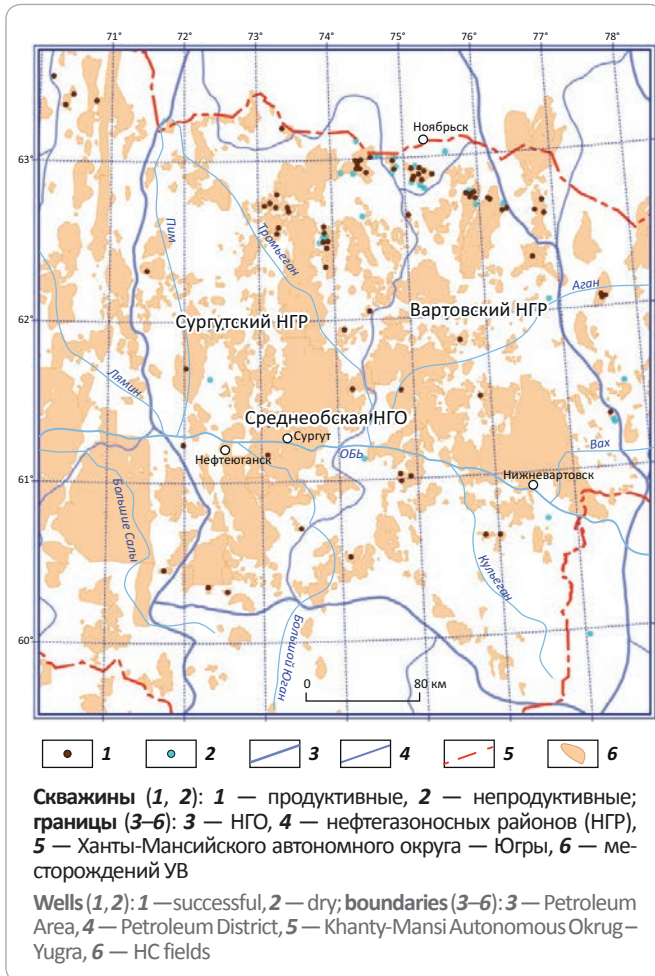 71° 72° 73° 74° 75° 76° 77° 78°
Ноябрьск
63°
Пим
Тромъеган
Аган
62°
Сургутский НГР
Вартовский НГР
Лямин
Среднеобская НГО
Сургут
Нефтеюганск
ОБЬ
Вах
61°
Нижневартовск
Большие Салы
Кульеган
60°
Большой Юган
0 80 км
1 2 3 4 5 6
Скважины (1, 2): 1 — продуктивные, 2 — непродуктивные;
границы (3–6): 3 — НГО, 4 — нефтегазоносных районов (НГР),
5 — Ханты-Мансийского автономного округа — Югры, 6 — ме-
сторождений УВ
Wells (1, 2): 1 — successful, 2 — dry; boundaries (3–6): 3 — Petroleum
Area, 4 — Petroleum District, 5 — Khanty-Mansi Autonomous Okrug –
Yugra, 6 — HC fields